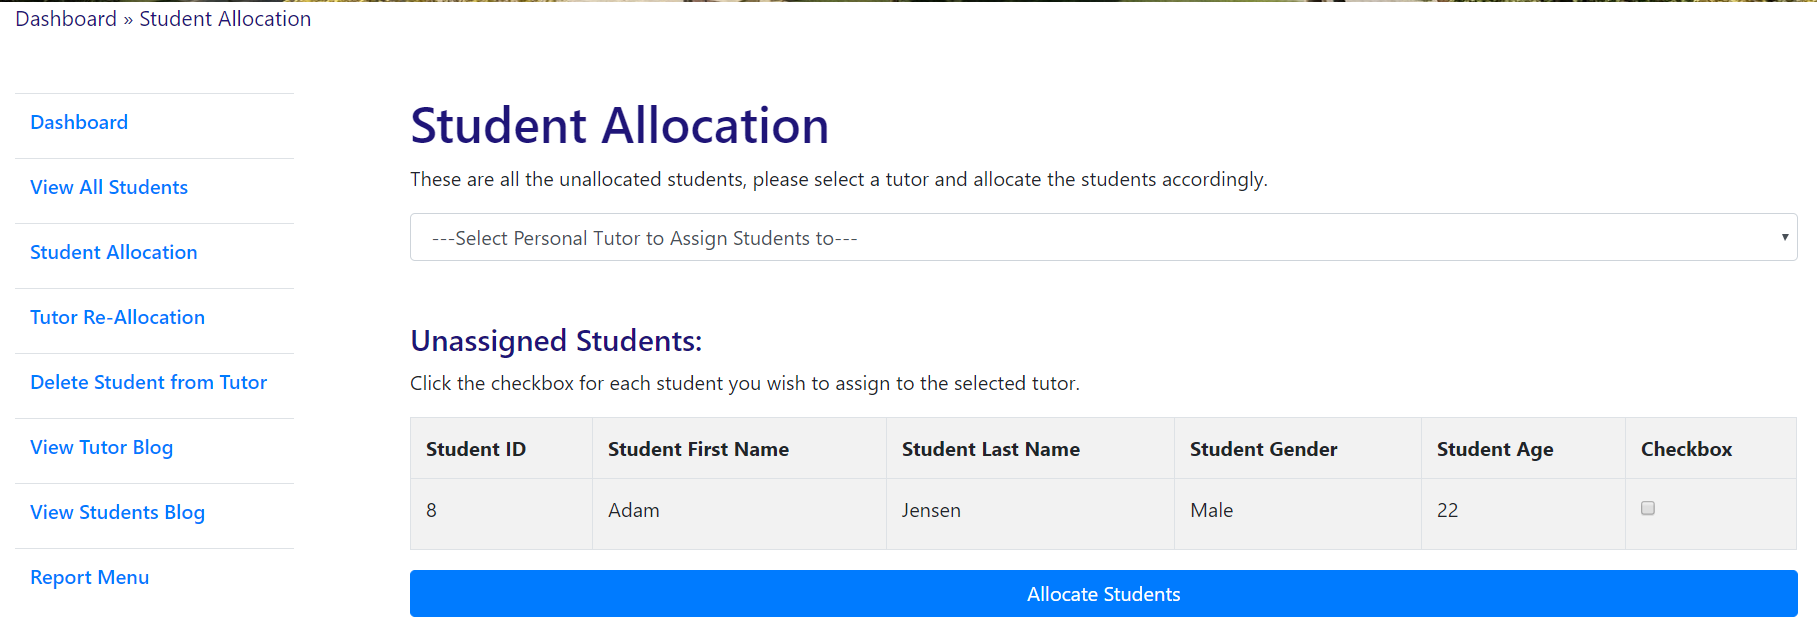 Dashboard » Student Allocation
Dashboard
View All Students
Student Allocation
Tutor Re-Allocation
Delete Student from Tutor
View Tutor Blog
View Students Blog
Report Menu
Student Allocation
These are all the unallocated students, please select a tutor and allocate the students accordingly.
---Select Personal Tutor to Assign Students to---
Unassigned Students:
Click the checkbox for each student you wish to assign to the selected tutor.
Student ID Student First Name Student Last Name Student Gender Student Age Checkbox
8 Adam Jensen Male 22
Allocate Students